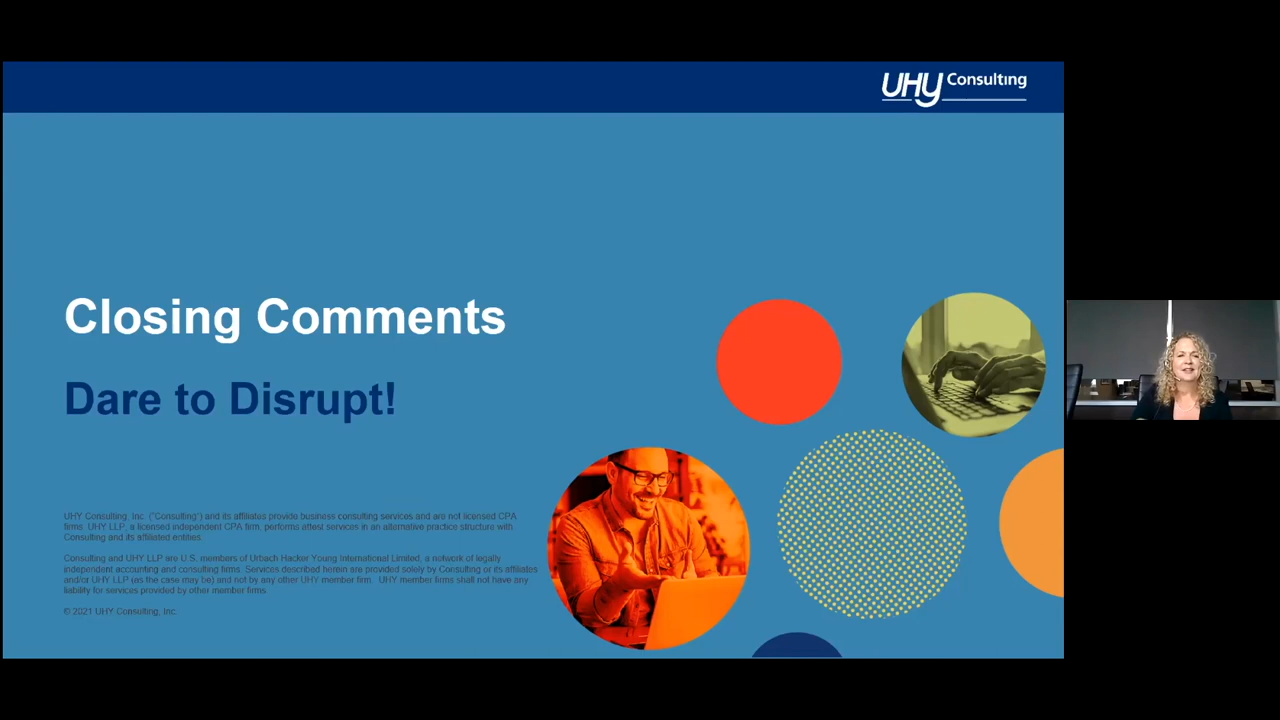 UHY Consulting
Closing Comments
Dare to Disrupt!
UHY Consulting, Inc. ("Consulting") and its affiliates provide business consulting services and are not licensed CPA
firms. UHY LLP, a licensed independent CPA firm, performs attest services in an alternative practice structure with
Consulting and its affiliated entities.
Consulting and UHY LLP are U.S. members of Urbach Hacker Young International Limited, a network of legally
independent accounting and consulting firms. Services described herein are provided solely by Consulting or its affiliates
and/or UHY LLP (as the case may be) and not by any other UHY member firm. UHY member firms shall not have any
liability for services provided by other member firms.
© 2021 UHY Consulting, Inc.